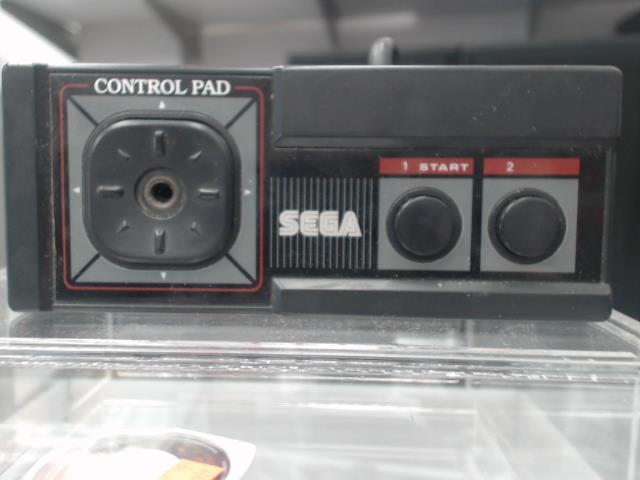 CONTROL PAD
1 START
2
SEGA